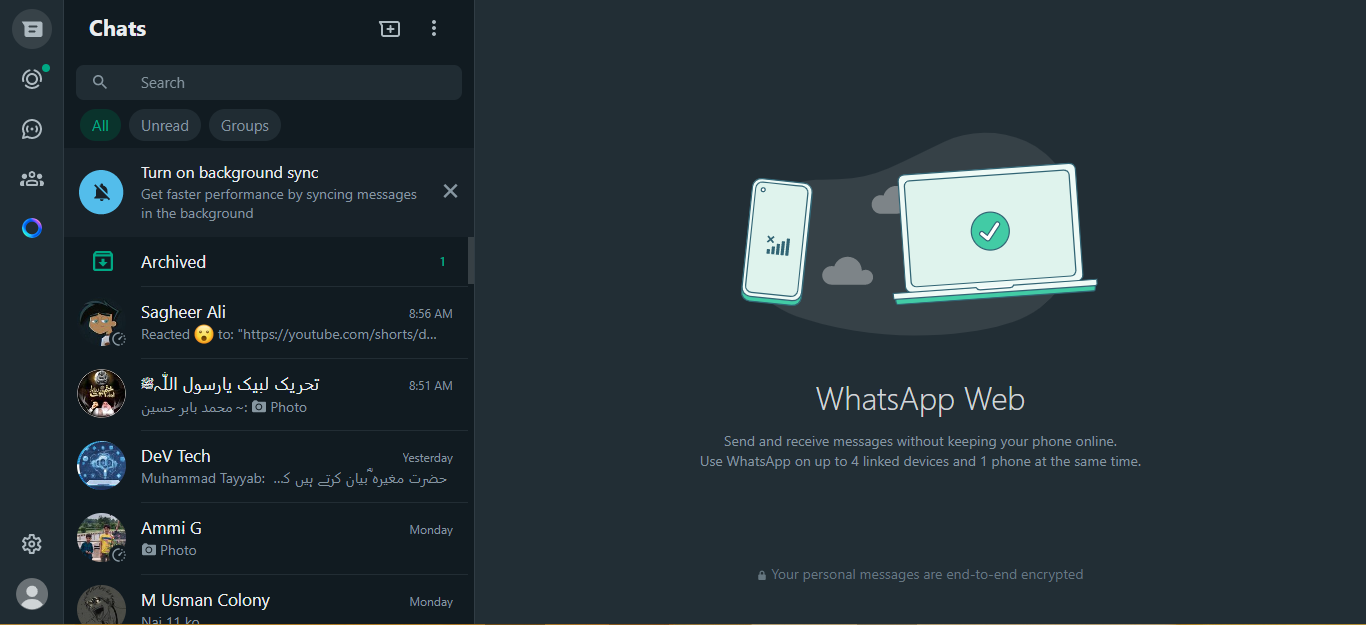 Chats
Search
All Unread Groups
Turn on background sync
Get faster performance by syncing messages
in the background
Archived 1
Sagheer Ali 8:56 AM
Reacted 😮 to: "https://youtube.com/shorts/d...
تحریک لبیک یارسول اللہﷺ 8:51 AM
~ محمد بابر حسین: Photo
DeV Tech Yesterday
Muhammad Tayyab: حضرت مغیرہؓ بیان کرتے ہیں ک...
Ammi G Monday
Photo
M Usman Colony Monday
Nai 11 ko
WhatsApp Web
Send and receive messages without keeping your phone online.
Use WhatsApp on up to 4 linked devices and 1 phone at the same time.
Your personal messages are end-to-end encrypted